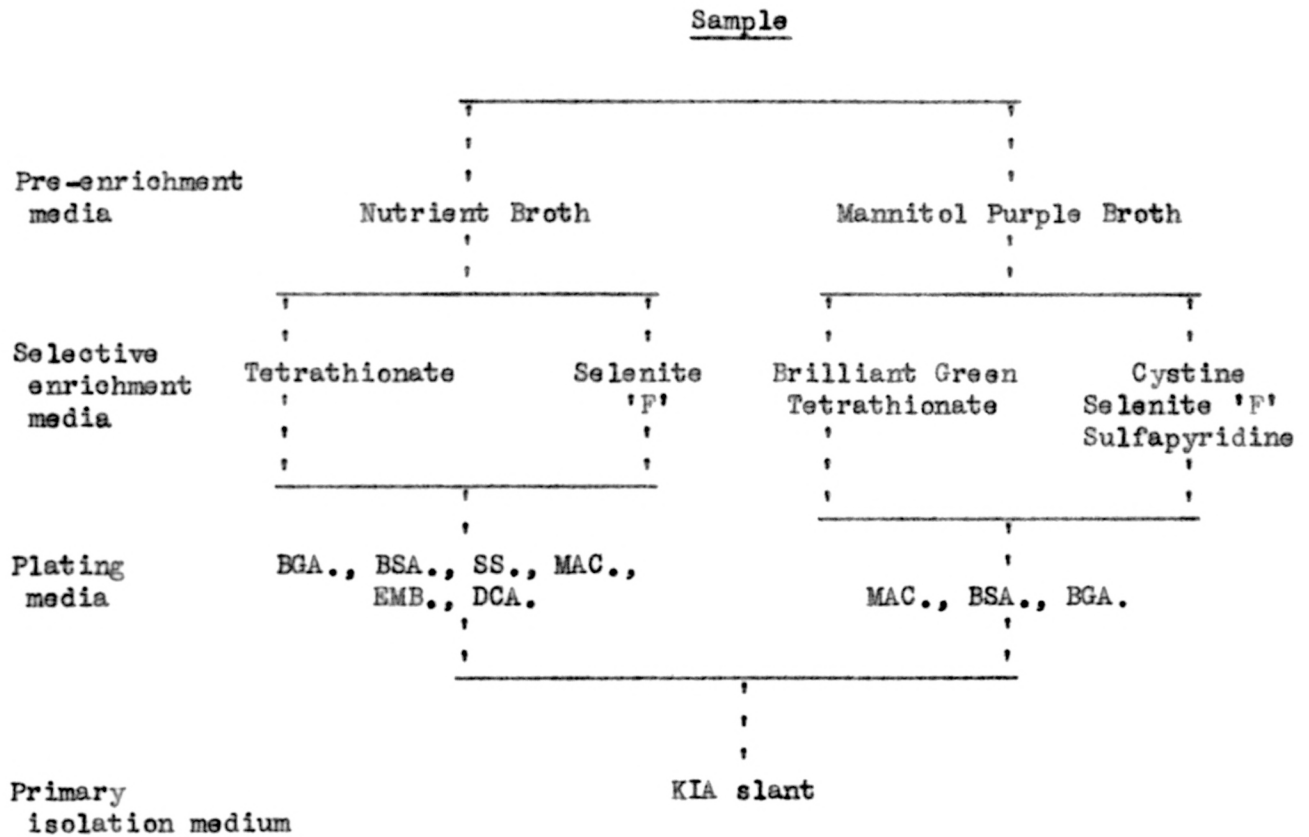 Sample
Pre-enrichment
media
Nutrient Broth
Mannitol Purple Broth
Selective
enrichment
media
Tetrathionate
Selenite
'F'
Brilliant Green
Tetrathionate
Cystine
Selenite 'F'
Sulfapyridine
Plating
media
BGA., BSA., SS., MAC.,
EMB., DCA.
MAC., BSA., BGA.
Primary
isolation medium
KIA slant